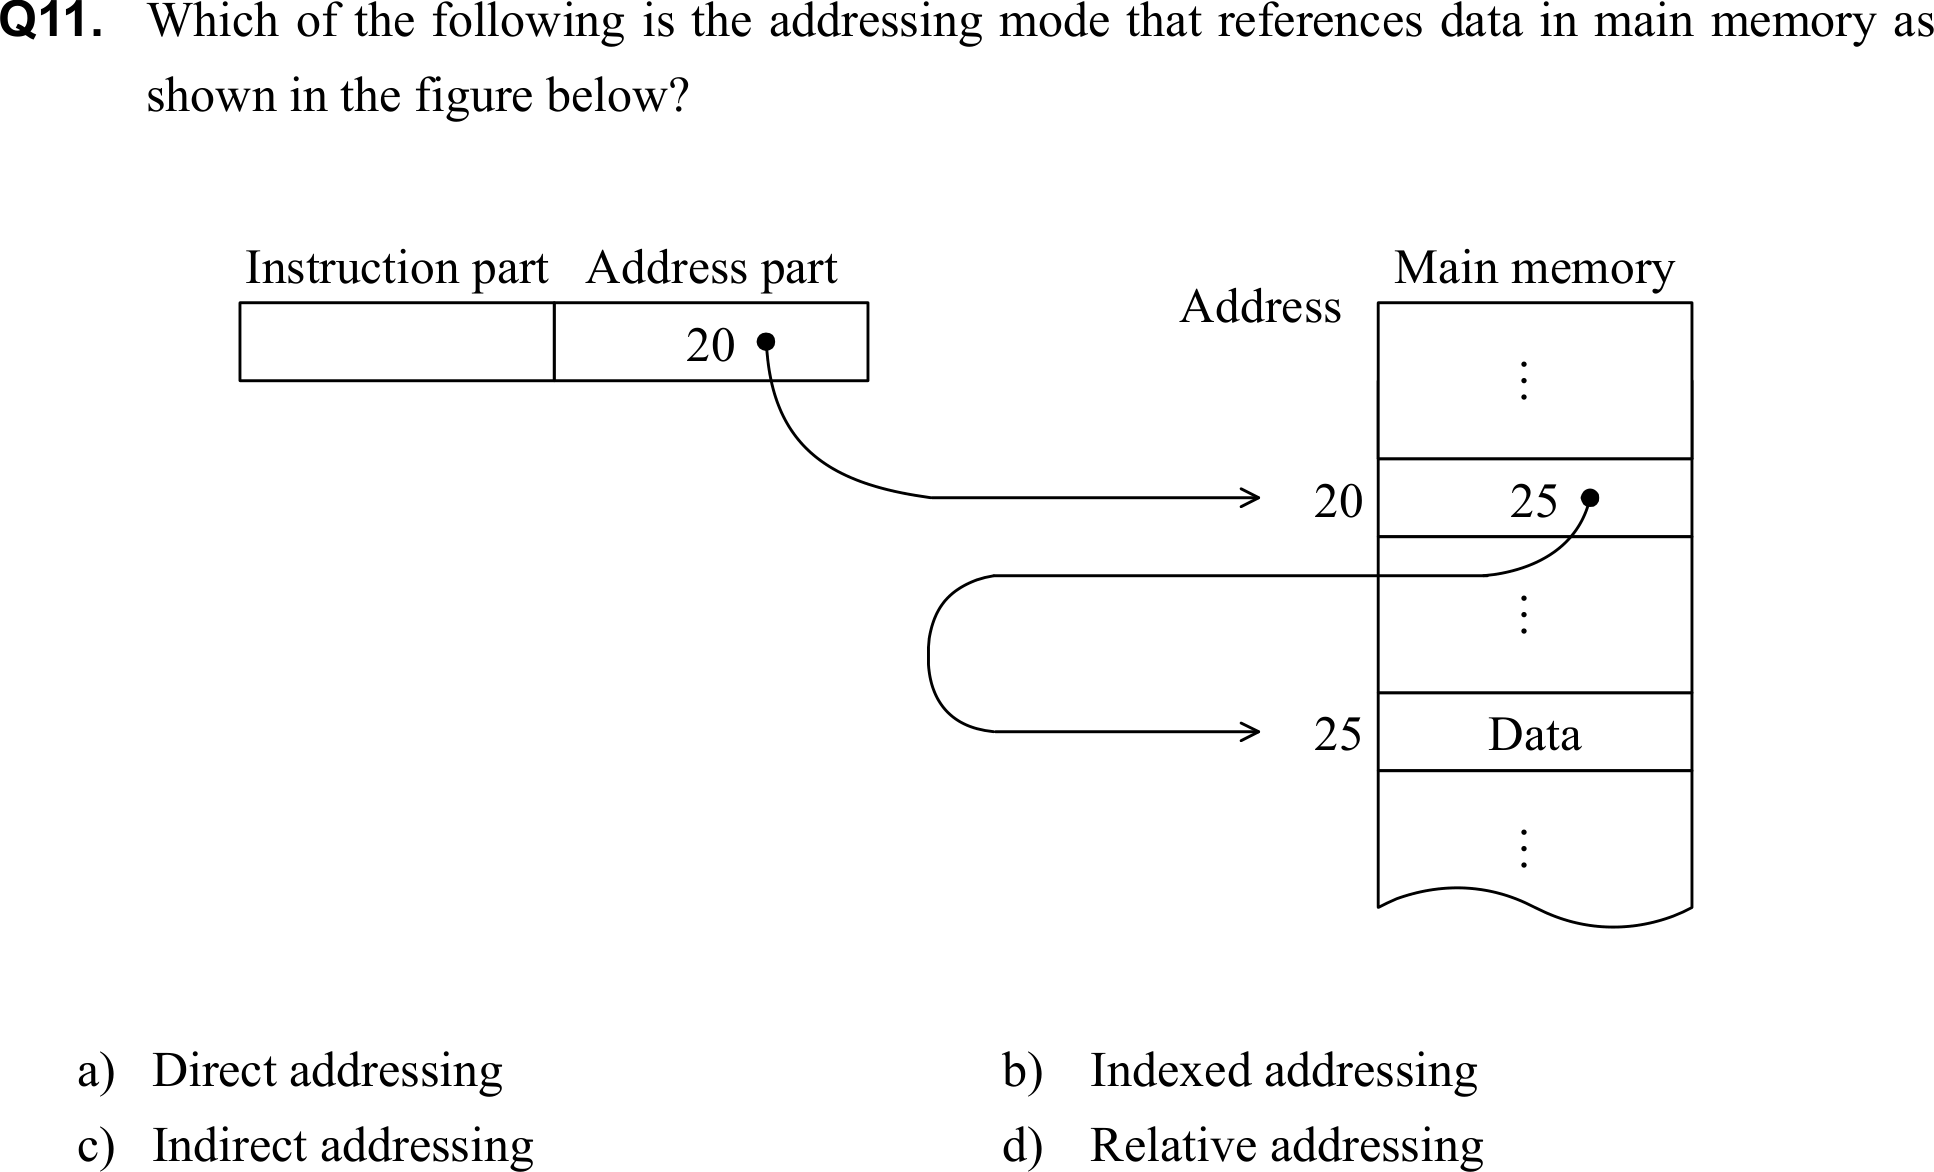 Q11. Which of the following is the addressing mode that references data in main memory as
shown in the figure below?
Instruction part Address part
Address
Main memory
20
⋮
20 25
⋮
25 Data
⋮
a) Direct addressing b) Indexed addressing
c) Indirect addressing d) Relative addressing